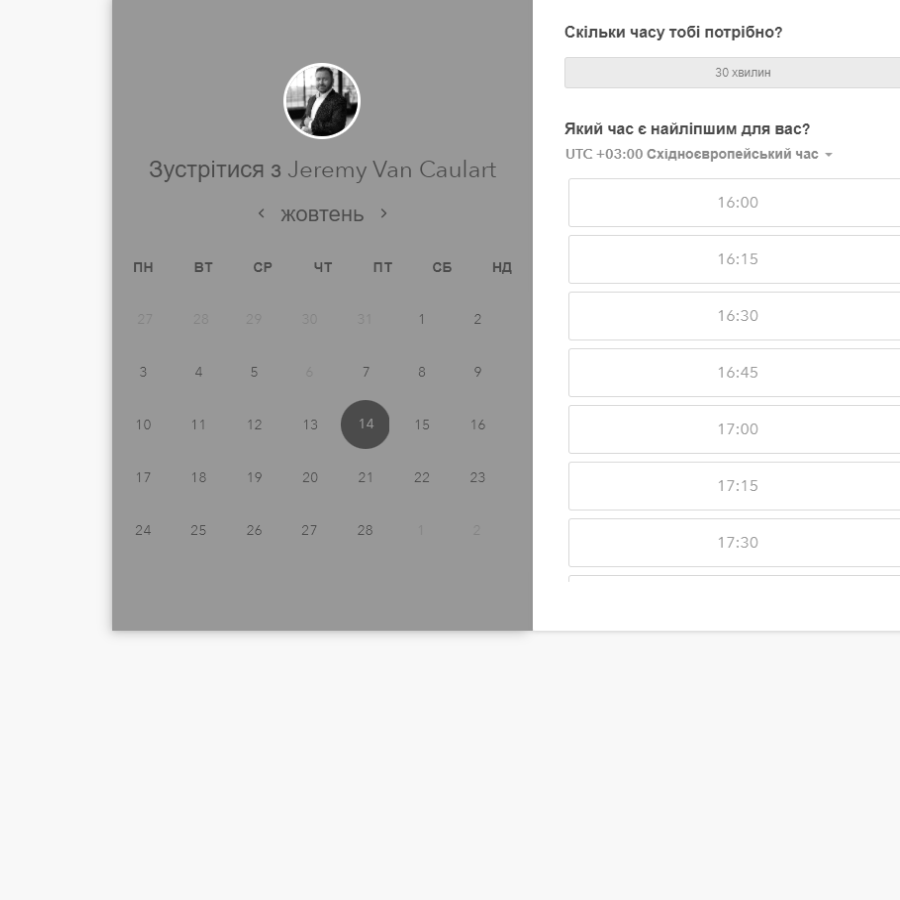 Зустрітися з Jeremy Van Caulart
жовтень
ПН ВТ СР ЧТ ПТ СБ НД
27 28 29 30 31 1 2
3 4 5 6 7 8 9
10 11 12 13 14 15 16
17 18 19 20 21 22 23
24 25 26 27 28 1 2
Скільки часу тобі потрібно?
30 хвилин
Який час є найліпшим для вас?
UTC +03:00 Східноєвропейський час
16:00
16:15
16:30
16:45
17:00
17:15
17:30